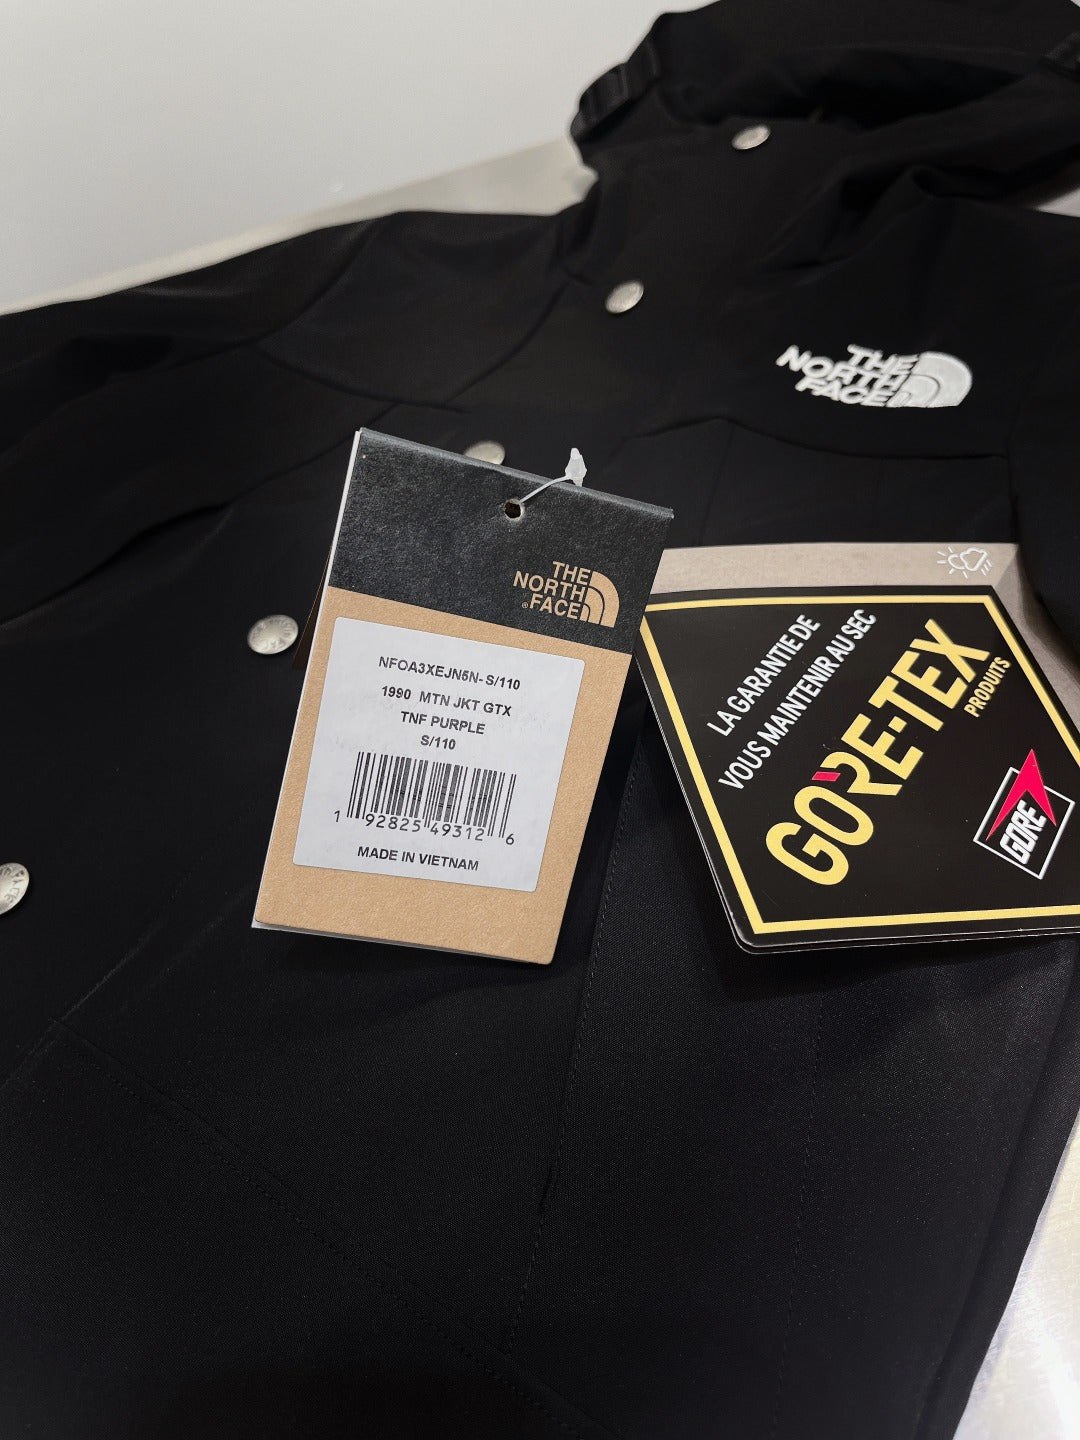 THE
NORTH
FACE
THE
NORTH
®FACE
NFOA3XEJN5N-S/110
1990 MTN JKT GTX
TNF PURPLE
S/110
1 92825 49312 6
MADE IN VIETNAM
LA GARANTIE DE
VOUS MAINTENIR AU SEC
GORE-TEX
PRODUITS
GORE